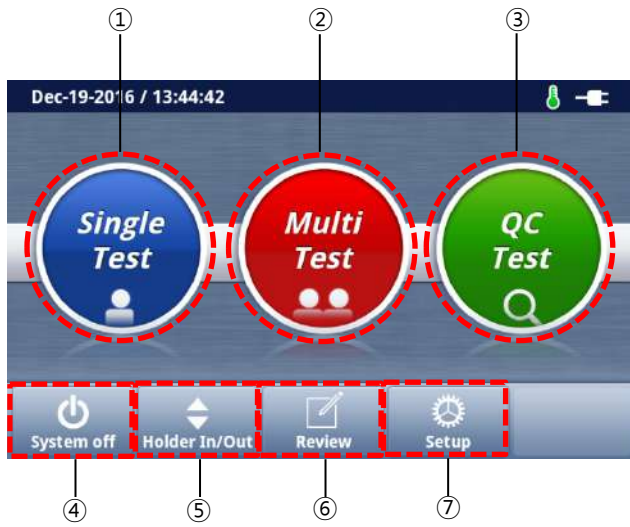 ① ② ③
Dec-19-2016 / 13:44:42
Single
Test
Multi
Test
QC
Test
System off
Holder In/Out
Review
Setup
④ ⑤ ⑥ ⑦